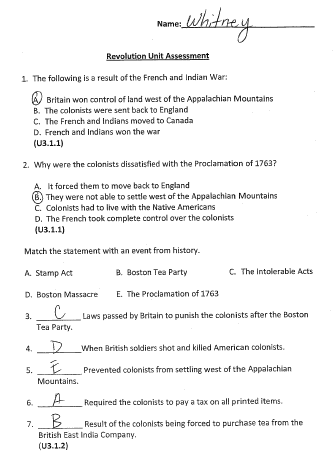 Name: Whitney
Revolution Unit Assessment
1. The following is a result of the French and Indian War:
A. Britain won control of land west of the Appalachian Mountains
B. The colonists were sent back to England
C. The French and Indians moved to Canada
D. French and Indians won the war
(U3.1.1)
2. Why were the colonists dissatisfied with the Proclamation of 1763?
A. It forced them to move back to England
B. They were not able to settle west of the Appalachian Mountains
C. Colonists had to live with the Native Americans
D. The French took complete control over the colonists
(U3.1.1)
Match the statement with an event from history.
A. Stamp Act B. Boston Tea Party C. The Intolerable Acts
D. Boston Massacre E. The Proclamation of 1763
3. C Laws passed by Britain to punish the colonists after the Boston
Tea Party.
4. D When British soldiers shot and killed American colonists.
5. E Prevented colonists from settling west of the Appalachian
Mountains.
6. A Required the colonists to pay a tax on all printed items.
7. B Result of the colonists being forced to purchase tea from the
British East India Company.
(U3.1.2)